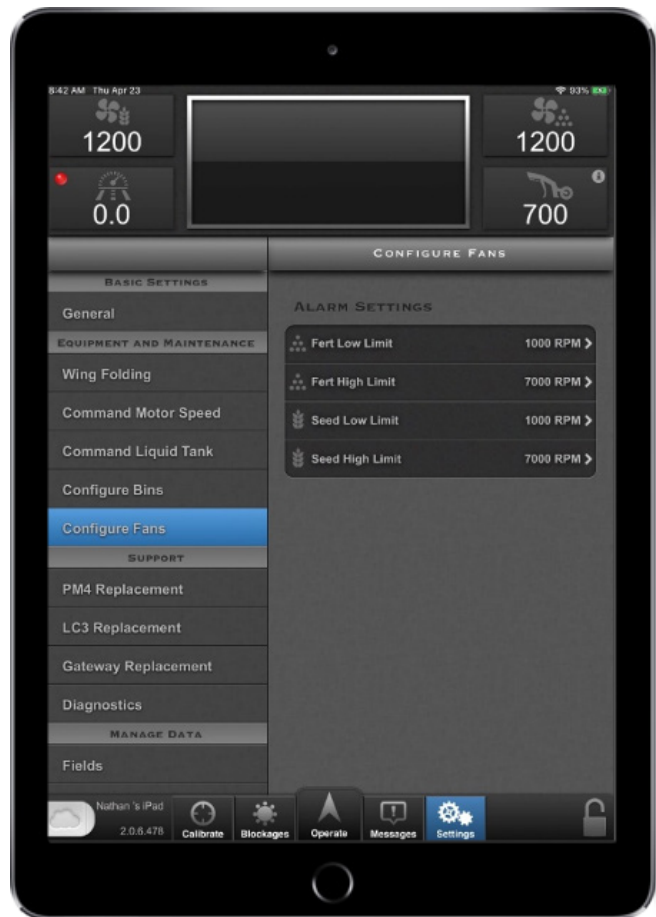 8:42 AM Thu Apr 23
93%
1200
1200
0.0
700
CONFIGURE FANS
BASIC SETTINGS
General
EQUIPMENT AND MAINTENANCE
Wing Folding
Command Motor Speed
Command Liquid Tank
Configure Bins
Configure Fans
SUPPORT
PM4 Replacement
LC3 Replacement
Gateway Replacement
Diagnostics
MANAGE DATA
Fields
ALARM SETTINGS
Fert Low Limit 1000 RPM
Fert High Limit 7000 RPM
Seed Low Limit 1000 RPM
Seed High Limit 7000 RPM
Nathan 's iPad
2.0.6.478
Calibrate
Blockages
Operate
Messages
Settings